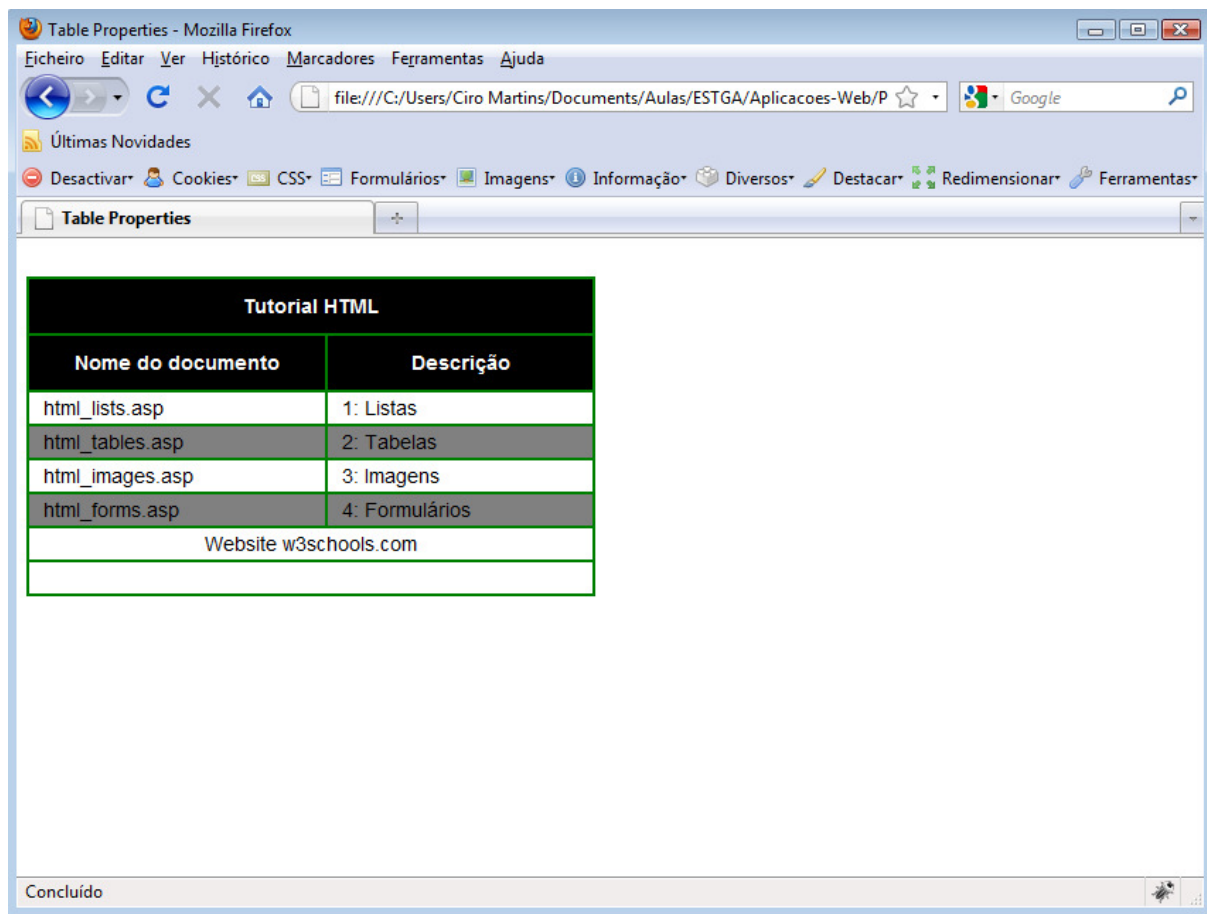 Table Properties - Mozilla Firefox
Ficheiro Editar Ver Histórico Marcadores Ferramentas Ajuda
file:///C:/Users/Ciro Martins/Documents/Aulas/ESTGA/Aplicacoes-Web/P Google
Últimas Novidades
Desactivar Cookies CSS CSS Formulários Imagens Informação Diversos Destacar Redimensionar Ferramentas
Table Properties
Tutorial HTML
Nome do documento Descrição
html_lists.asp 1: Listas
html_tables.asp 2: Tabelas
html_images.asp 3: Imagens
html_forms.asp 4: Formulários
Website w3schools.com
Concluído